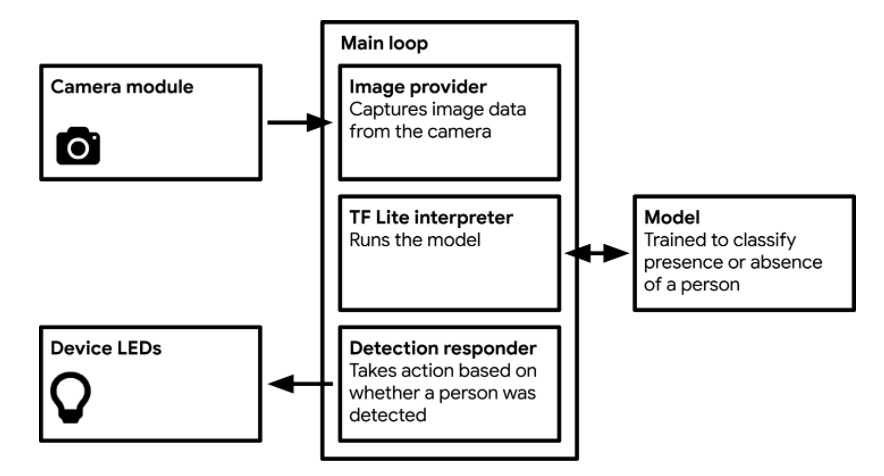 Main loop
Camera module
Image provider
Captures image data
from the camera
TF Lite interpreter
Runs the model
Model
Trained to classify
presence or absence
of a person
Device LEDs
Detection responder
Takes action based on
whether a person was
detected